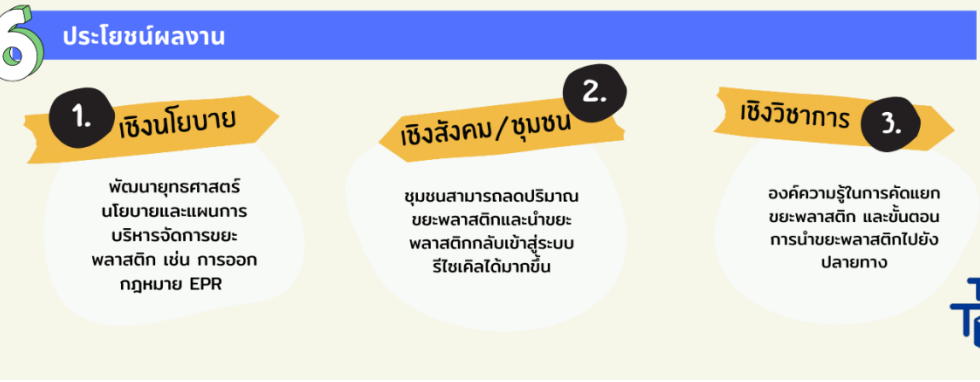 6
ประโยชน์ผลงาน
1.
เชิงนโยบาย
พัฒนายุทธศาสตร์
นโยบายและแผนการ
บริหารจัดการขยะ
พลาสติก เช่น การออก
กฎหมาย EPR
2.
เชิงสังคม/ชุมชน
ชุมชนสามารถลดปริมาณ
ขยะพลาสติกและนำขยะ
พลาสติกกลับเข้าสู่ระบบ
รีไซเคิลได้มากขึ้น
เชิงวิชาการ
3.
องค์ความรู้ในการคัดแยก
ขยะพลาสติก และขั้นตอน
การนำขยะพลาสติกไปยัง
ปลายทาง